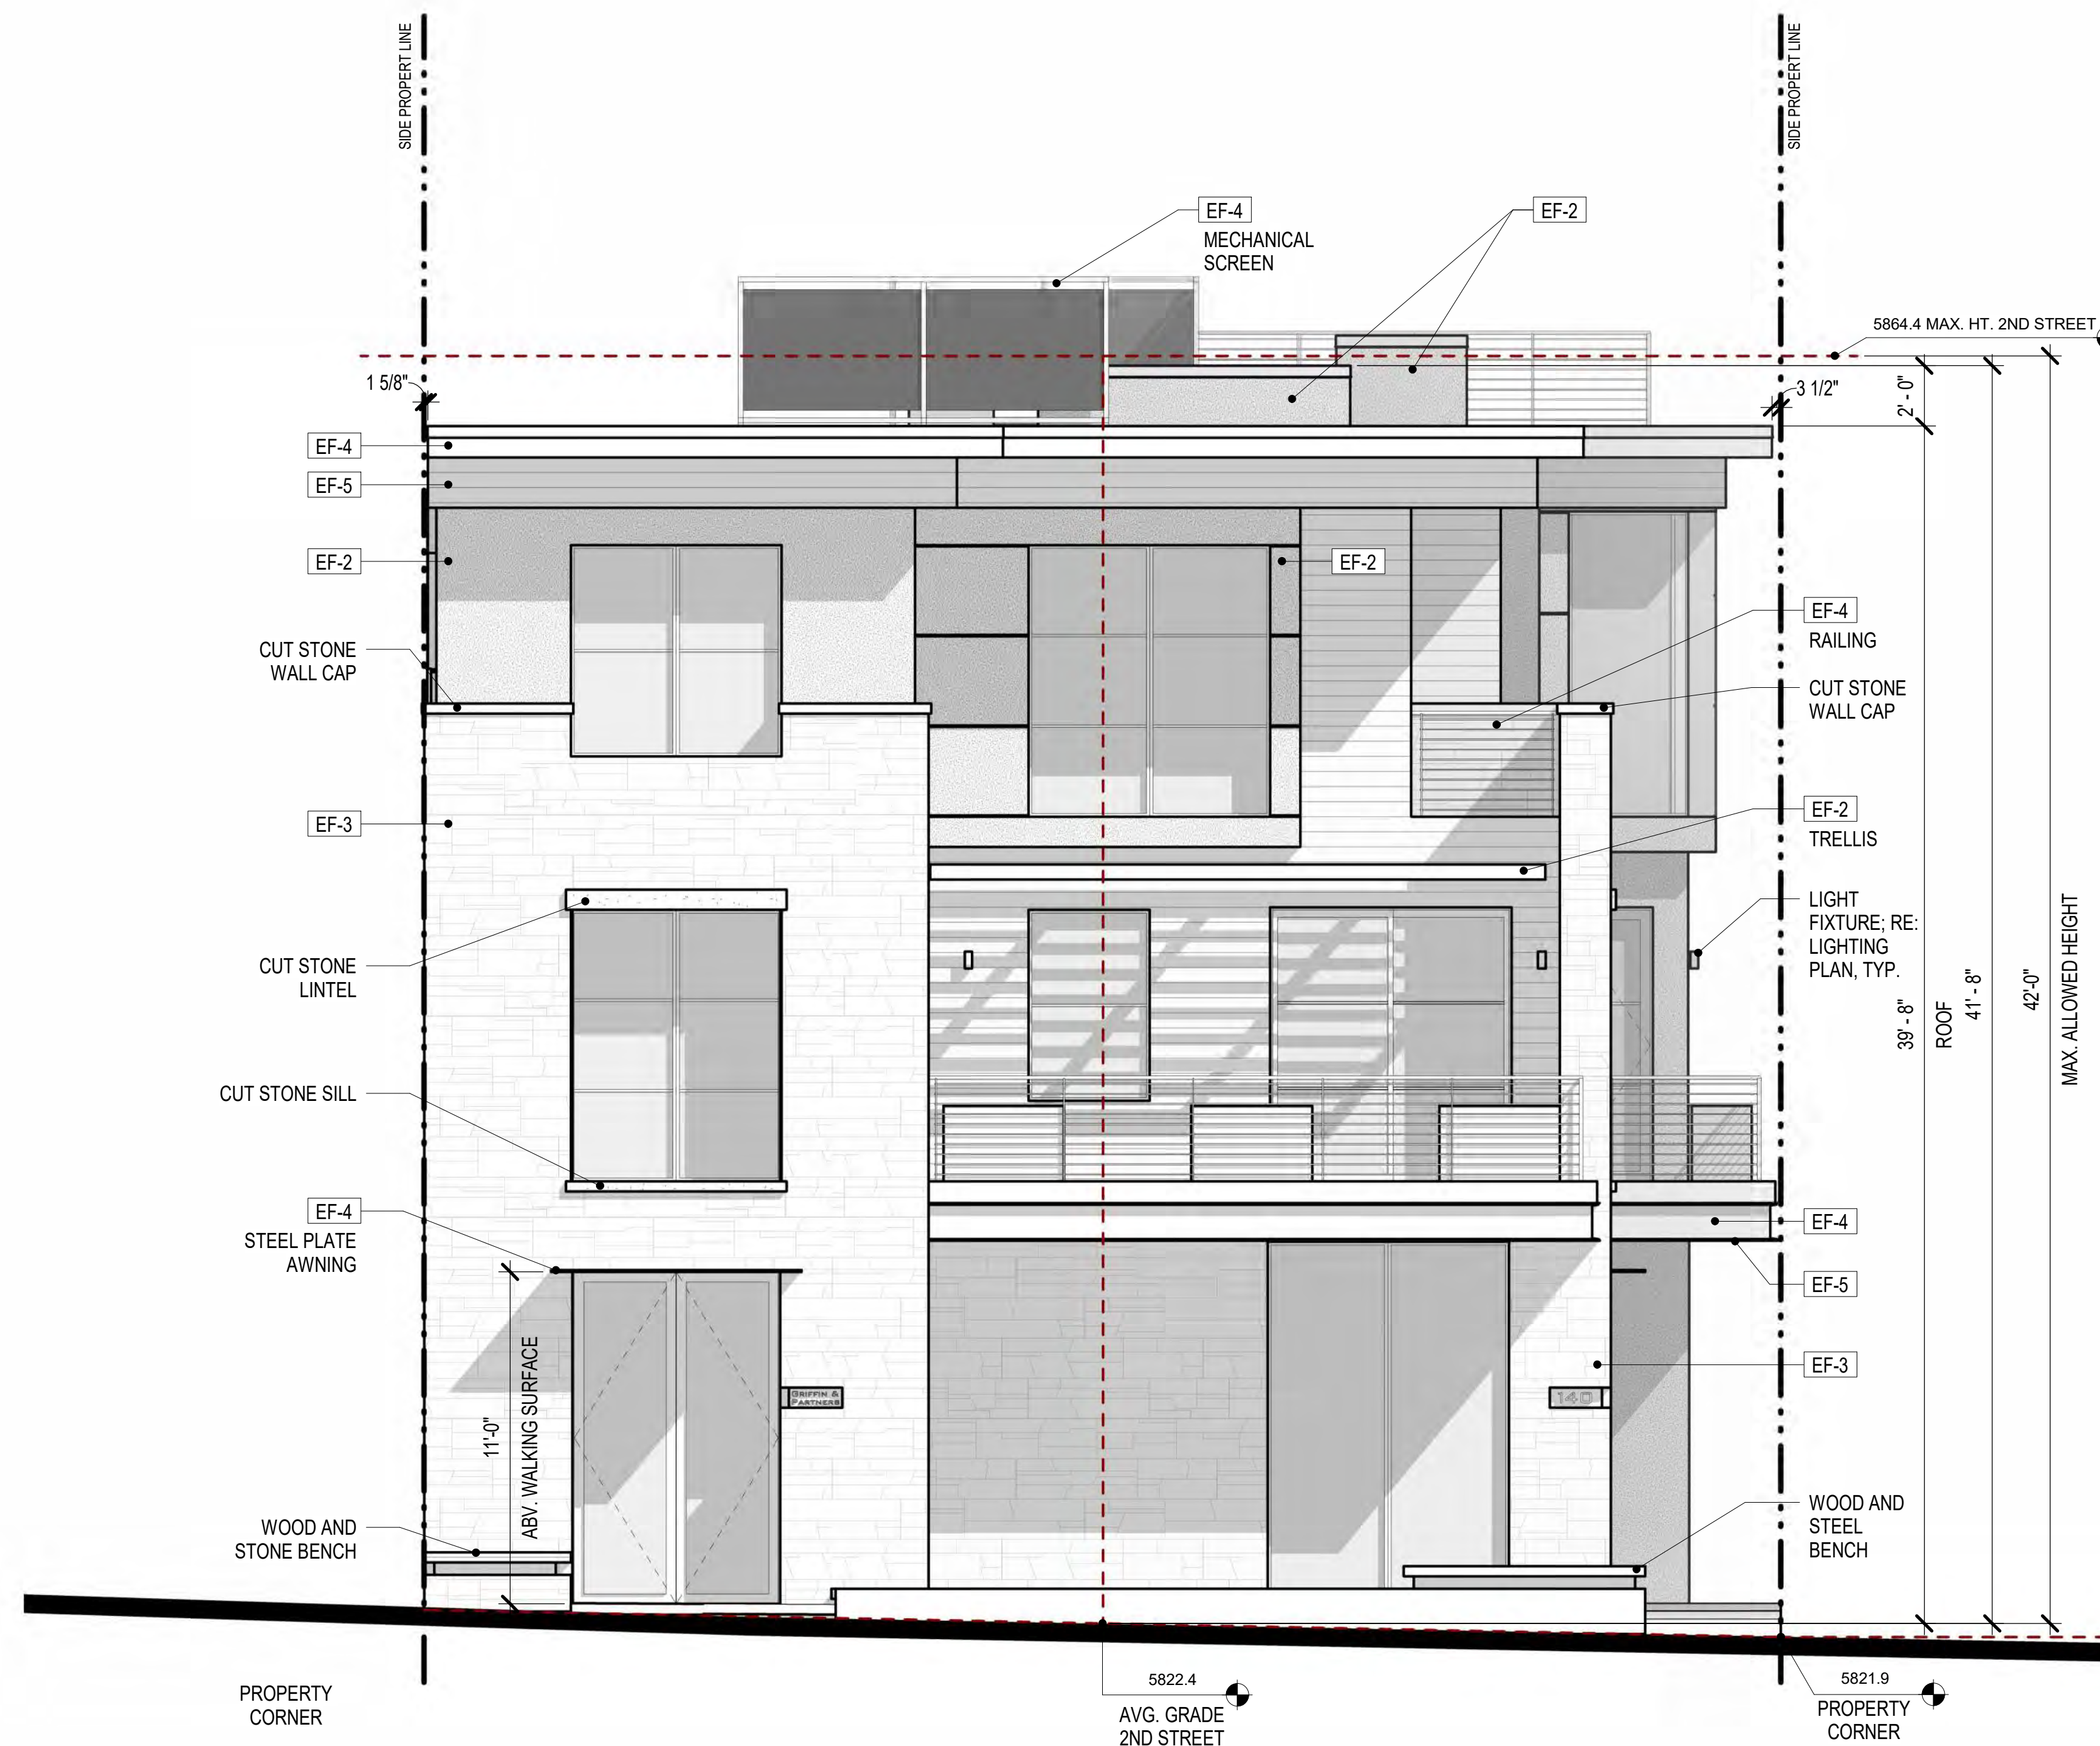 SIDE PROPERT LINE
SIDE PROPERT LINE
EF-4
MECHANICAL
SCREEN
EF-2
5864.4 MAX. HT. 2ND STREET
1 5/8"
3 1/2"
2' - 0"
EF-4
EF-5
EF-2
EF-2
CUT STONE
WALL CAP
EF-4
RAILING
CUT STONE
WALL CAP
EF-3
EF-2
TRELLIS
LIGHT
FIXTURE; RE:
LIGHTING
PLAN, TYP.
CUT STONE
LINTEL
39' - 8"
ROOF
41' - 8"
42'-0"
MAX. ALLOWED HEIGHT
CUT STONE SILL
EF-4
STEEL PLATE
AWNING
EF-4
EF-5
EF-3
11'-0"
ABV. WALKING SURFACE
GRIFFIN &
PARTNERS
140
WOOD AND
STONE BENCH
WOOD AND
STEEL
BENCH
PROPERTY
CORNER
5822.4
AVG. GRADE
2ND STREET
5821.9
PROPERTY
CORNER